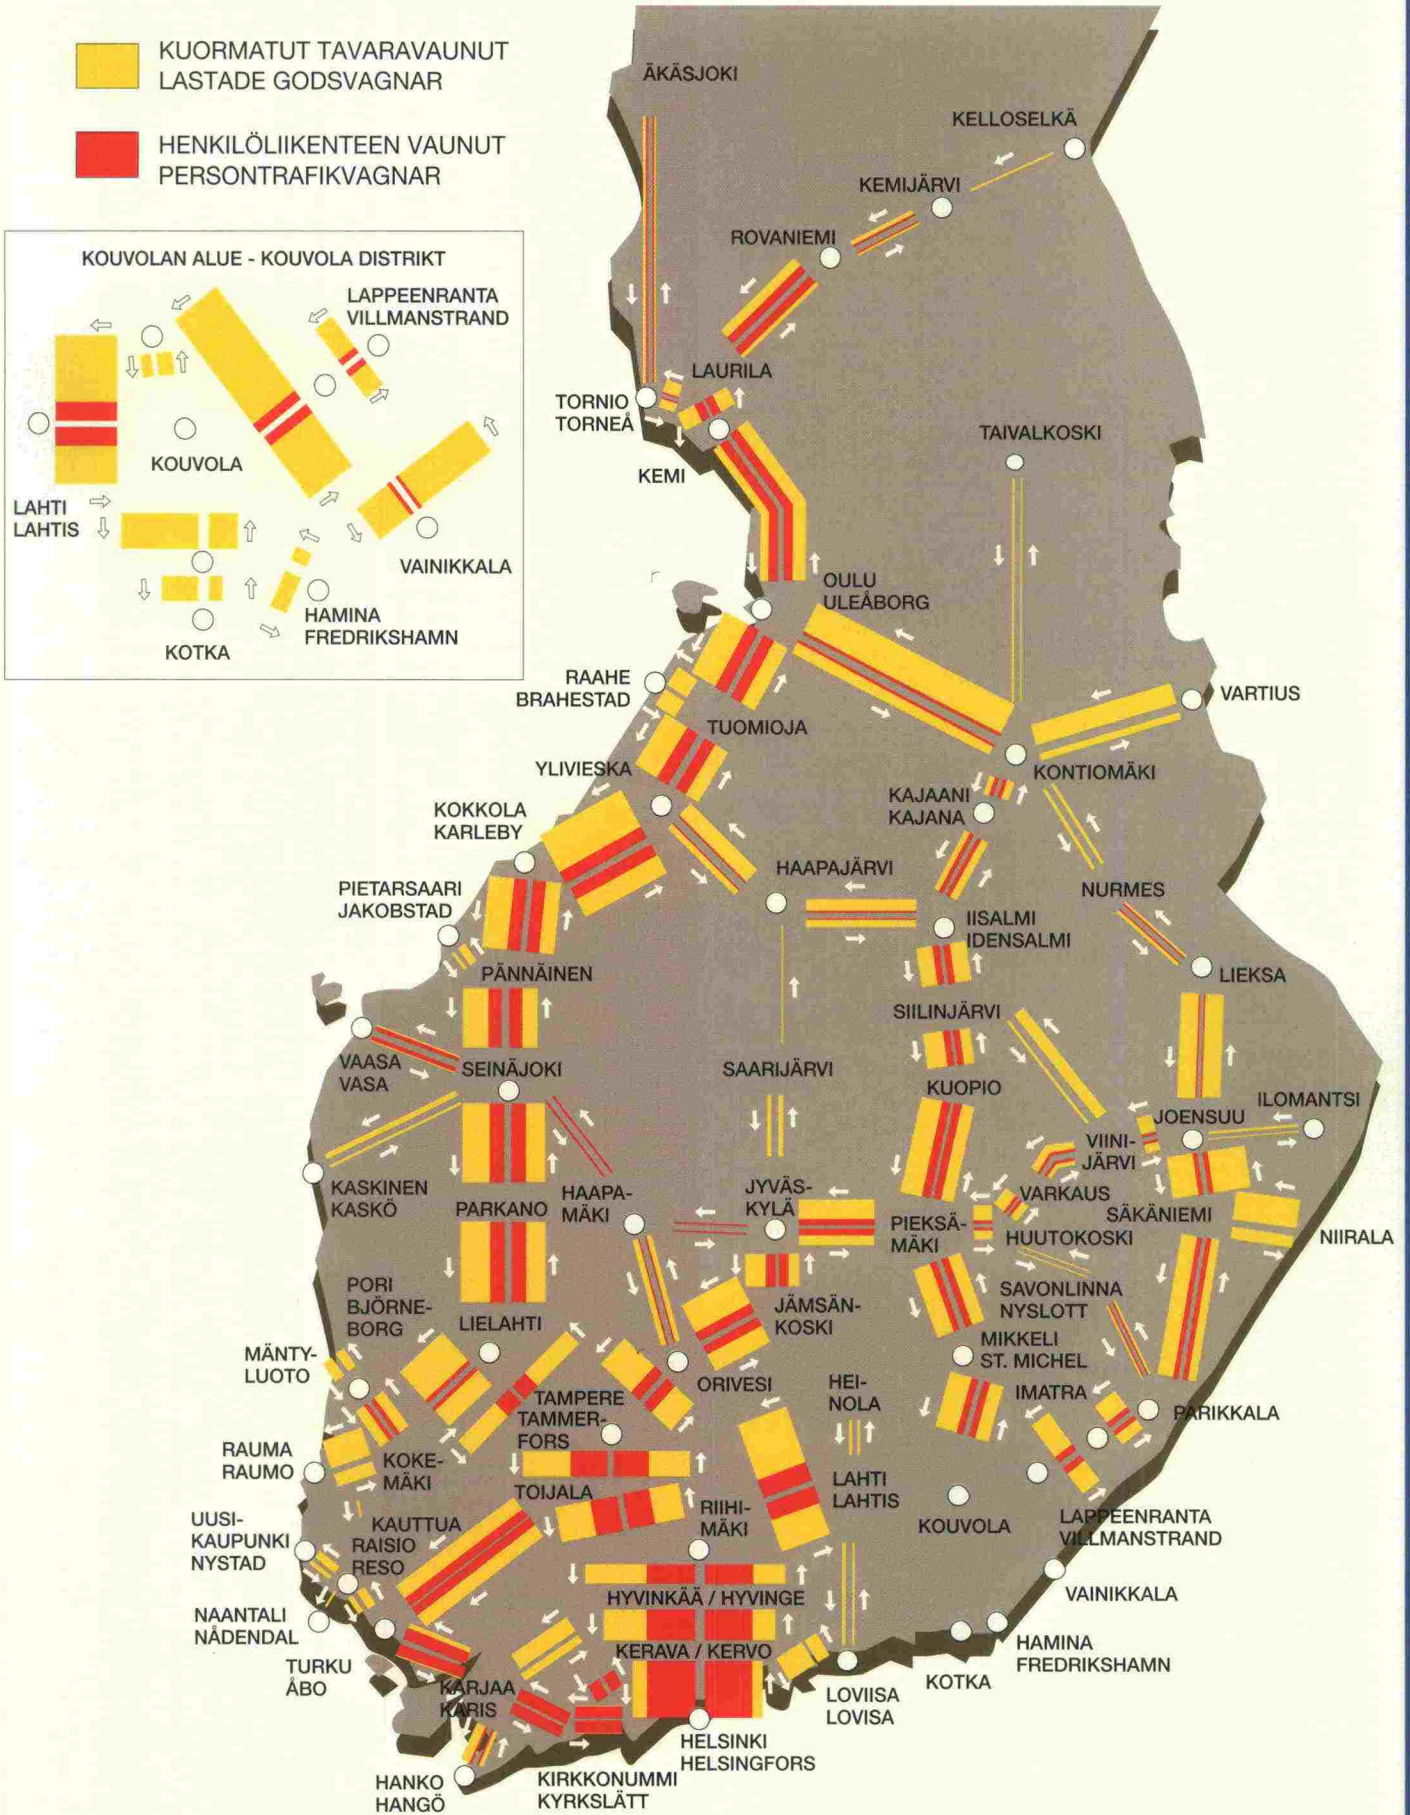 KUORMATUT TAVARAVAUNUT
LASTADE GODSVAGNAR
HENKILÖLIIKENTEEN VAUNUT
PERSONTRAFIKVAGNAR
KOUVOLAN ALUE - KOUVOLA DISTRIKT
LAPPEENRANTA
VILLMANSTRAND
KOUVOLA
LAHTI
LAHTIS
VAINIKKALA
HAMINA
FREDRIKSHAMN
KOTKA
ÄKÄSJOKI
KELLOSELKÄ
KEMIJÄRVI
ROVANIEMI
LAURILA
TORNIO
TORNEÅ
TAIVALKOSKI
KEMI
OULU
ULEÅBORG
RAAHE
BRAHESTAD
VARTIUS
TUOMIOJA
YLIVIESKA
KONTIOMÄKI
KAJAANI
KAJANA
KOKKOLA
KARLEBY
HAAPAJÄRVI
NURMES
PIETARSAARI
JAKOBSTAD
IISALMI
IDENSALMI
PÄNNÄINEN
LIEKSA
SIILINJÄRVI
VAASA
VASA
SEINÄJOKI
SAARIJÄRVI
KUOPIO
ILOMANTSI
JOENSUU
VIINI-
JÄRVI
KASKINEN
KASKÖ
PARKANO
HAAPA-
MÄKI
JYVÄS-
KYLÄ
VARKAUS
PIEKSÄ-
MÄKI
SÄKÄNIEMI
HUUTOKOSKI
NIIRALA
PORI
BJÖRNE-
BORG
SAVONLINNA
NYSLOTT
LIELAHTI
JÄMSÄN-
KOSKI
MÄNTY-
LUOTO
MIKKELI
ST. MICHEL
ORIVESI
HEI-
NOLA
IMATRA
TAMPERE
TAMMER-
FORS
PARIKKALA
RAUMA
RAUMO
KOKE-
MÄKI
LAHTI
LAHTIS
TOIJALA
RIIHI-
MÄKI
KOUVOLA
LAPPEENRANTA
VILLMANSTRAND
UUSI-
KAUPUNKI
NYSTAD
KAUTTUA
RAISIO
RESO
VAINIKKALA
HYVINKÄÄ / HYVINGE
NAANTALI
NÅDENDAL
KERAVA / KERVO
HAMINA
FREDRIKSHAMN
TURKU
ÅBO
KARJAA
KARIS
KOTKA
LOVIISA
LOVISA
HELSINKI
HELSINGFORS
HANKO
HANGÖ
KIRKKONUMMI
KYRKSLÄTT